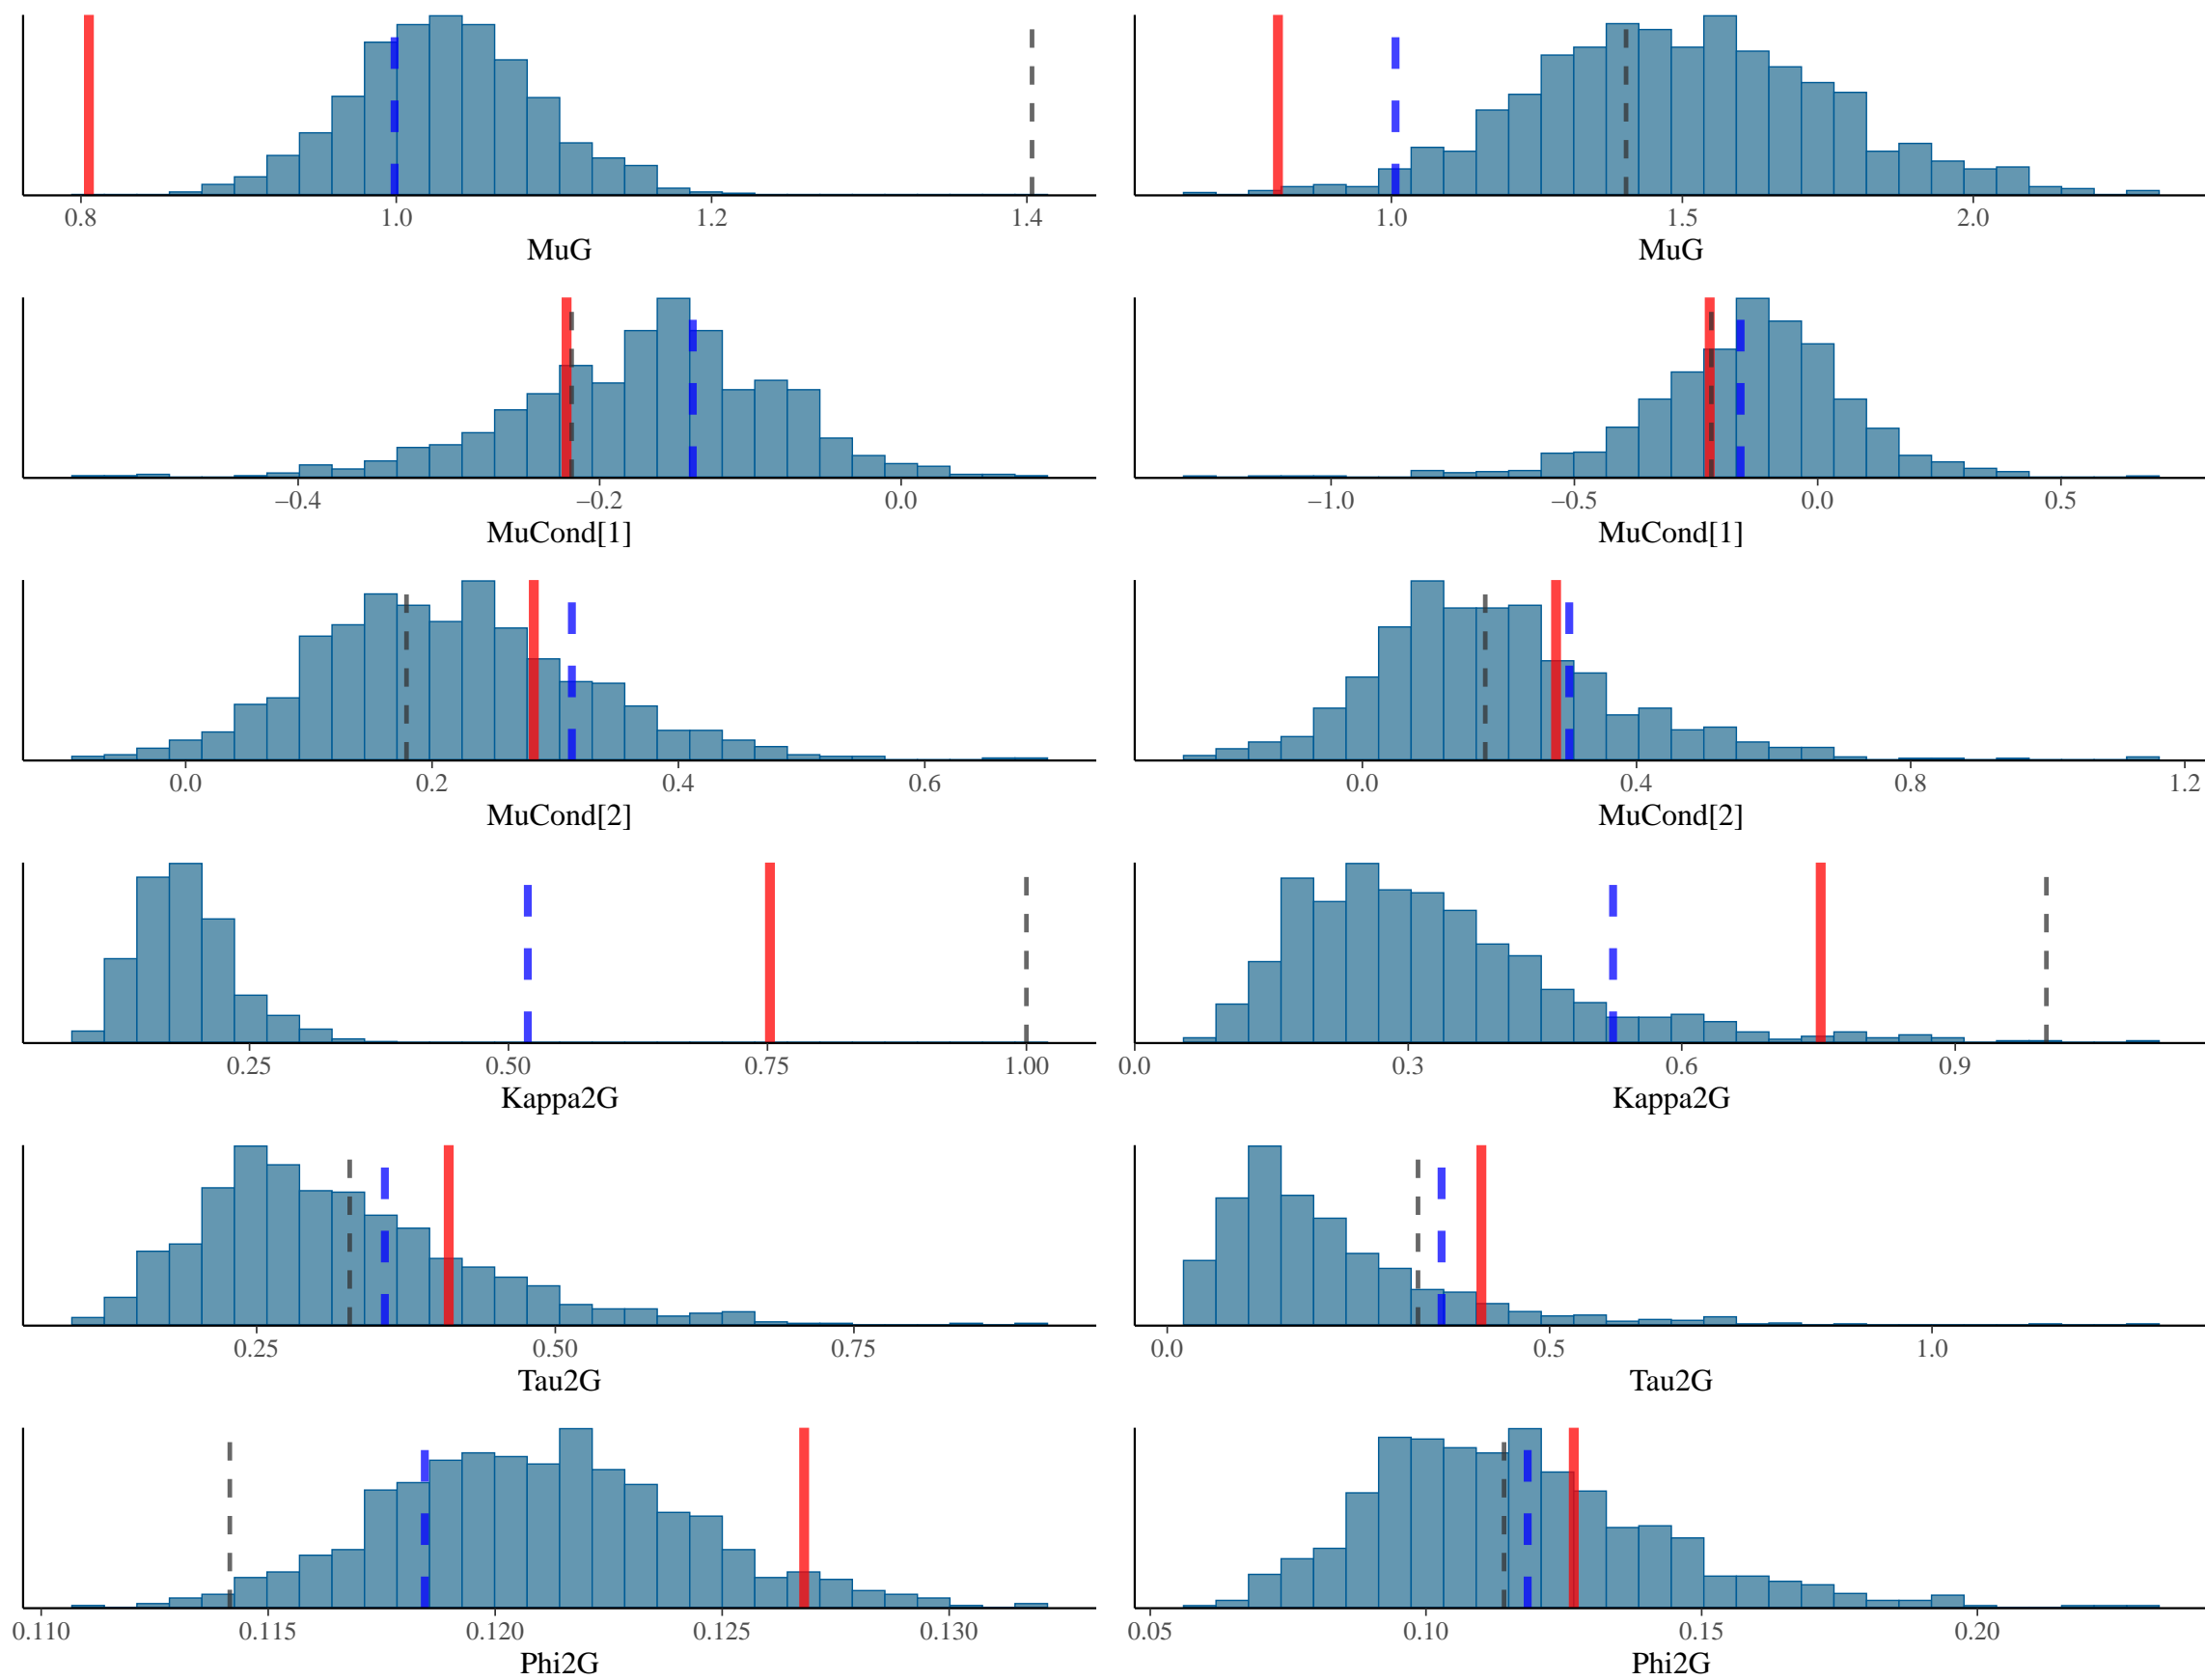 0.8 1.0 1.2 1.4
MuG
1.0 1.5 2.0
MuG
−0.4 −0.2 0.0
MuCond[1]
−1.0 −0.5 0.0 0.5
MuCond[1]
0.0 0.2 0.4 0.6
MuCond[2]
0.0 0.4 0.8 1.2
MuCond[2]
0.25 0.50 0.75 1.00
Kappa2G
0.0 0.3 0.6 0.9
Kappa2G
0.25 0.50 0.75
Tau2G
0.0 0.5 1.0
Tau2G
0.110 0.115 0.120 0.125 0.130
Phi2G
0.05 0.10 0.15 0.20
Phi2G